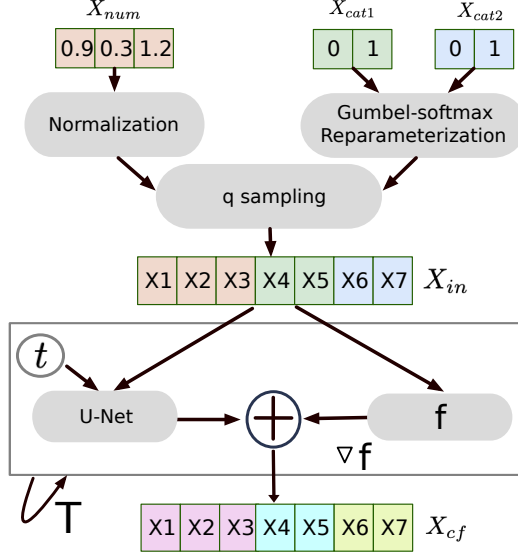 X_num X_cat1 X_cat2
0.9 0.3 1.2 0 1 0 1
Normalization
Gumbel-softmax
Reparameterization
q sampling
X1 X2 X3 X4 X5 X6 X7 X_in
t
U-Net
f
∇f
T
X1 X2 X3 X4 X5 X6 X7 X_cf